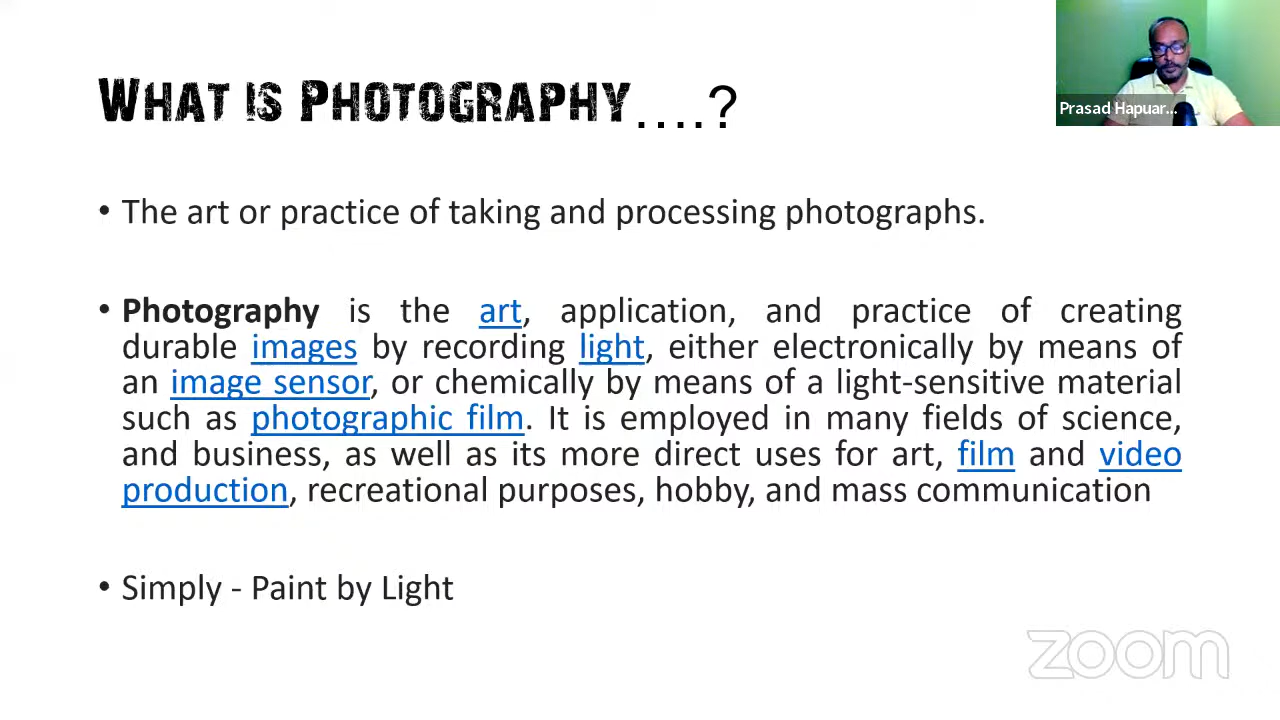 WHAT IS PHOTOGRAPHY....?
Prasad Hapuar...
• The art or practice of taking and processing photographs.
• Photography is the art, application, and practice of creating
durable images by recording light, either electronically by means of
an image sensor, or chemically by means of a light-sensitive material
such as photographic film. It is employed in many fields of science,
and business, as well as its more direct uses for art, film and video
production, recreational purposes, hobby, and mass communication
• Simply - Paint by Light
zoom